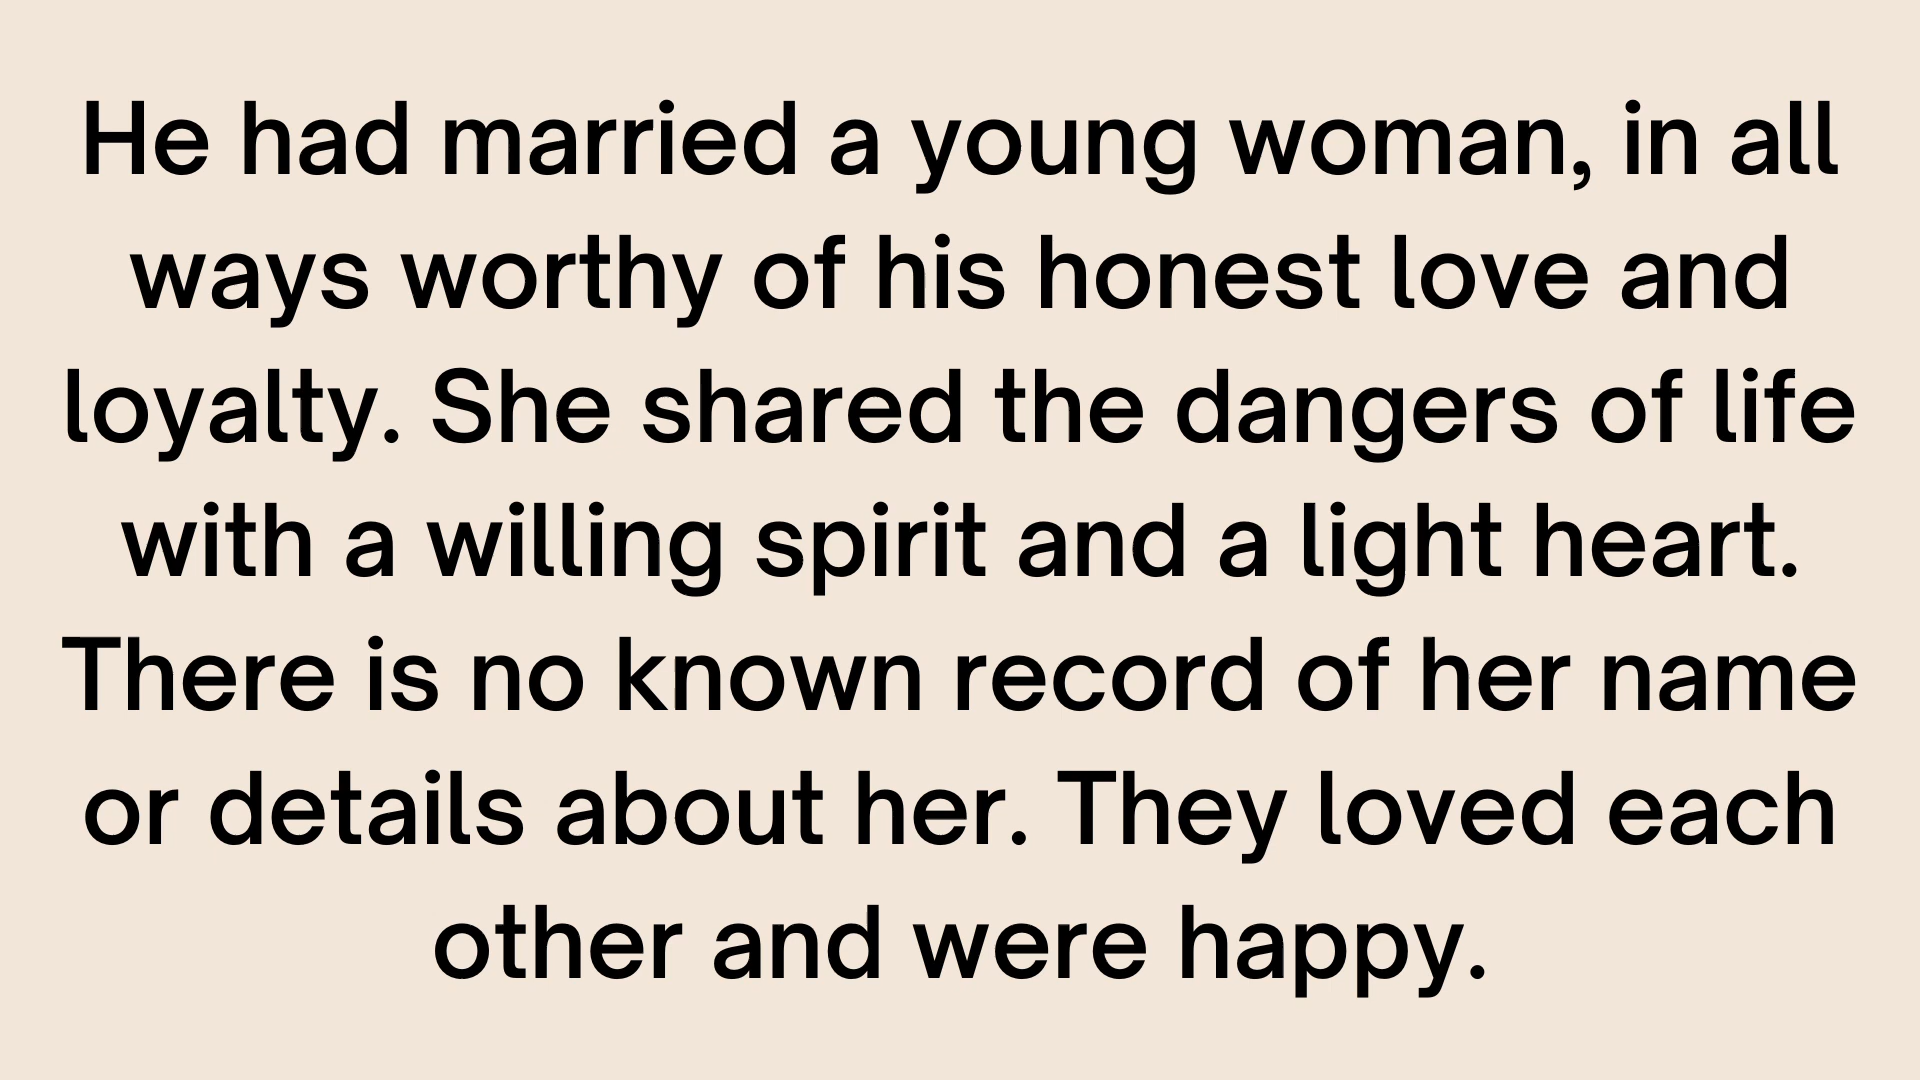 He had married a young woman, in all
ways worthy of his honest love and
loyalty. She shared the dangers of life
with a willing spirit and a light heart.
There is no known record of her name
or details about her. They loved each
other and were happy.